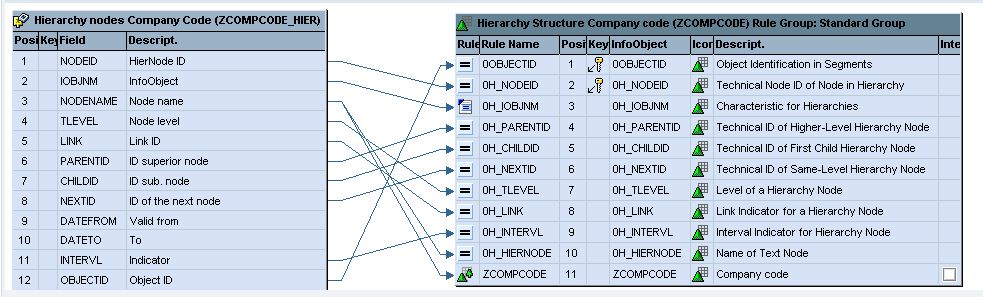 Hierarchy nodes Company Code (ZCOMPCODE_HIER)
Posi Key Field Descript.
1 NODEID HierNode ID
2 IOBJNM InfoObject
3 NODENAME Node name
4 TLEVEL Node level
5 LINK Link ID
6 PARENTID ID superior node
7 CHILDID ID sub. node
8 NEXTID ID of the next node
9 DATEFROM Valid from
10 DATETO To
11 INTERVL Indicator
12 OBJECTID Object ID
Hierarchy Structure Company code (ZCOMPCODE) Rule Group: Standard Group
Rule Rule Name Posi Key InfoObject Icon Descript. Inte
0OBJECTID 1 0OBJECTID Object Identification in Segments
0H_NODEID 2 0H_NODEID Technical Node ID of Node in Hierarchy
0H_IOBJNM 3 0H_IOBJNM Characteristic for Hierarchies
0H_PARENTID 4 0H_PARENTID Technical ID of Higher-Level Hierarchy Node
0H_CHILDID 5 0H_CHILDID Technical ID of First Child Hierarchy Node
0H_NEXTID 6 0H_NEXTID Technical ID of Same-Level Hierarchy Node
0H_TLEVEL 7 0H_TLEVEL Level of a Hierarchy Node
0H_LINK 8 0H_LINK Link Indicator for a Hierarchy Node
0H_INTERVL 9 0H_INTERVL Interval Indicator for Hierarchy Node
0H_HIERNODE 10 0H_HIERNODE Name of Text Node
ZCOMPCODE 11 ZCOMPCODE Company code